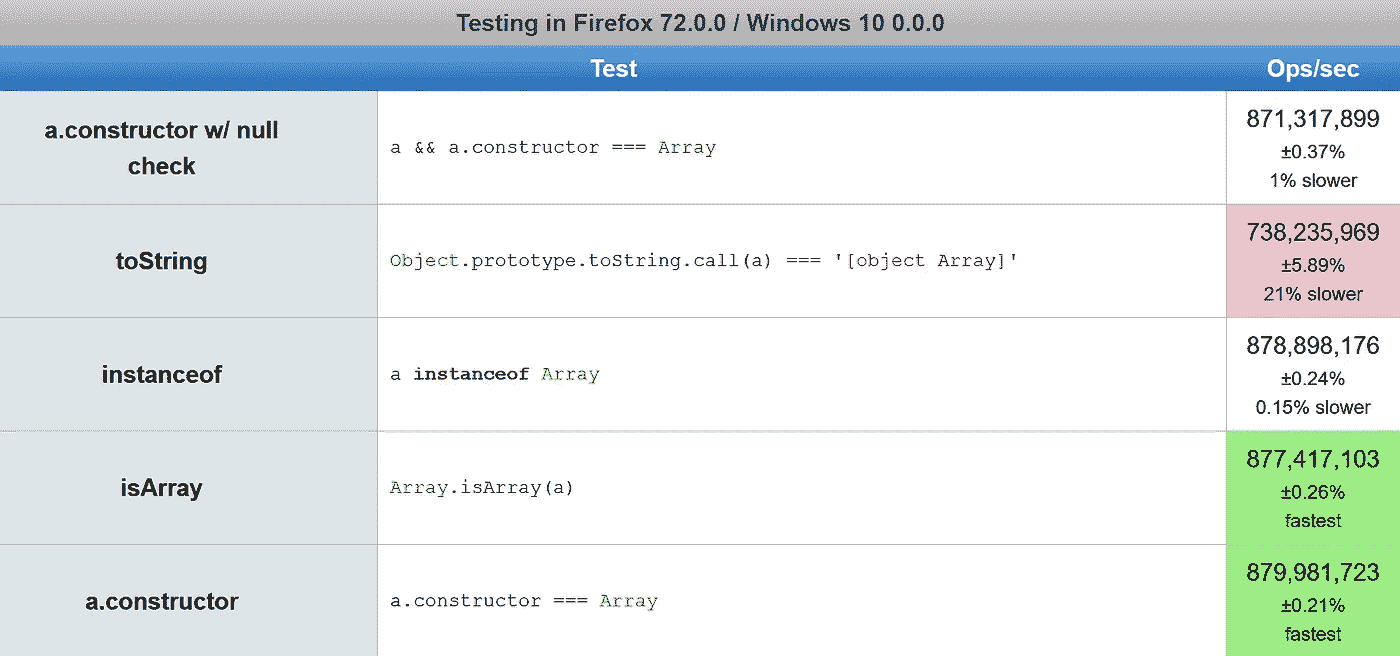 Testing in Firefox 72.0.0 / Windows 10 0.0.0
Test
Ops/sec
a.constructor w/ null
check
a && a.constructor === Array
871,317,899
±0.37%
1% slower
toString
Object.prototype.toString.call(a) === '[object Array]'
738,235,969
±5.89%
21% slower
instanceof
a instanceof Array
878,898,176
±0.24%
0.15% slower
isArray
Array.isArray(a)
877,417,103
±0.26%
fastest
a.constructor
a.constructor === Array
879,981,723
±0.21%
fastest